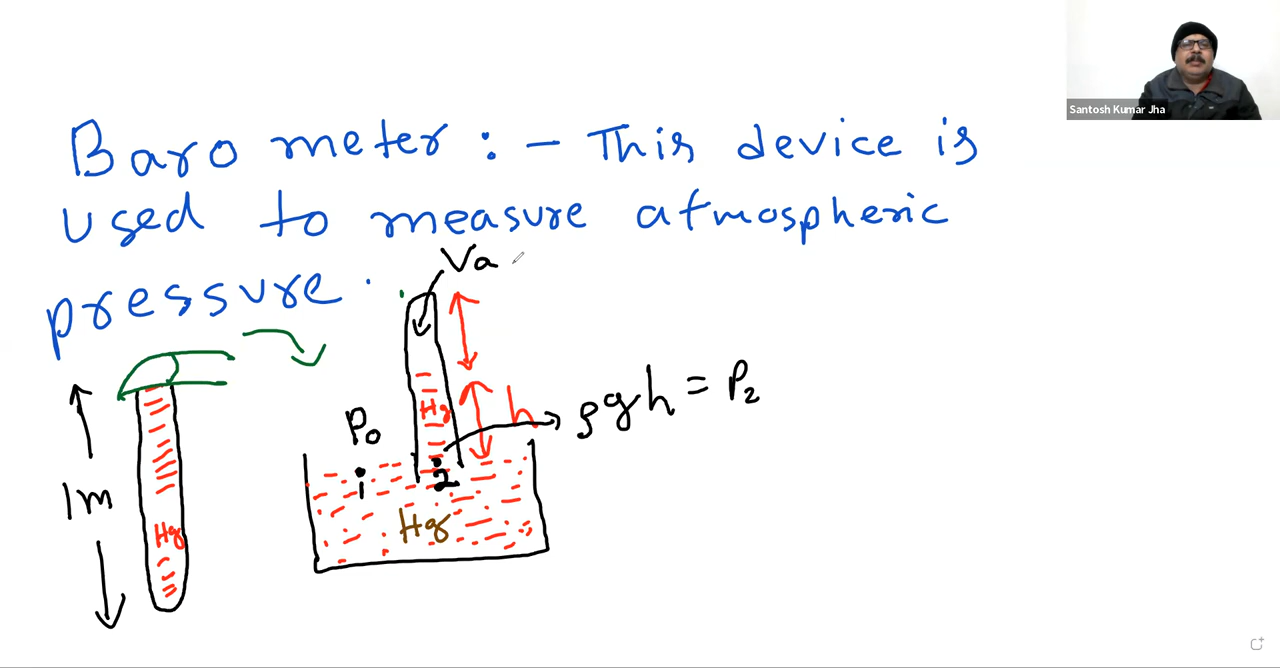 Santosh Kumar Jha
Baro meter : - This device is
used to measure atmospheric
pressure.
Va
1m
Hg
P₀
Hg
h
ρgh = P₂
1
2
Hg